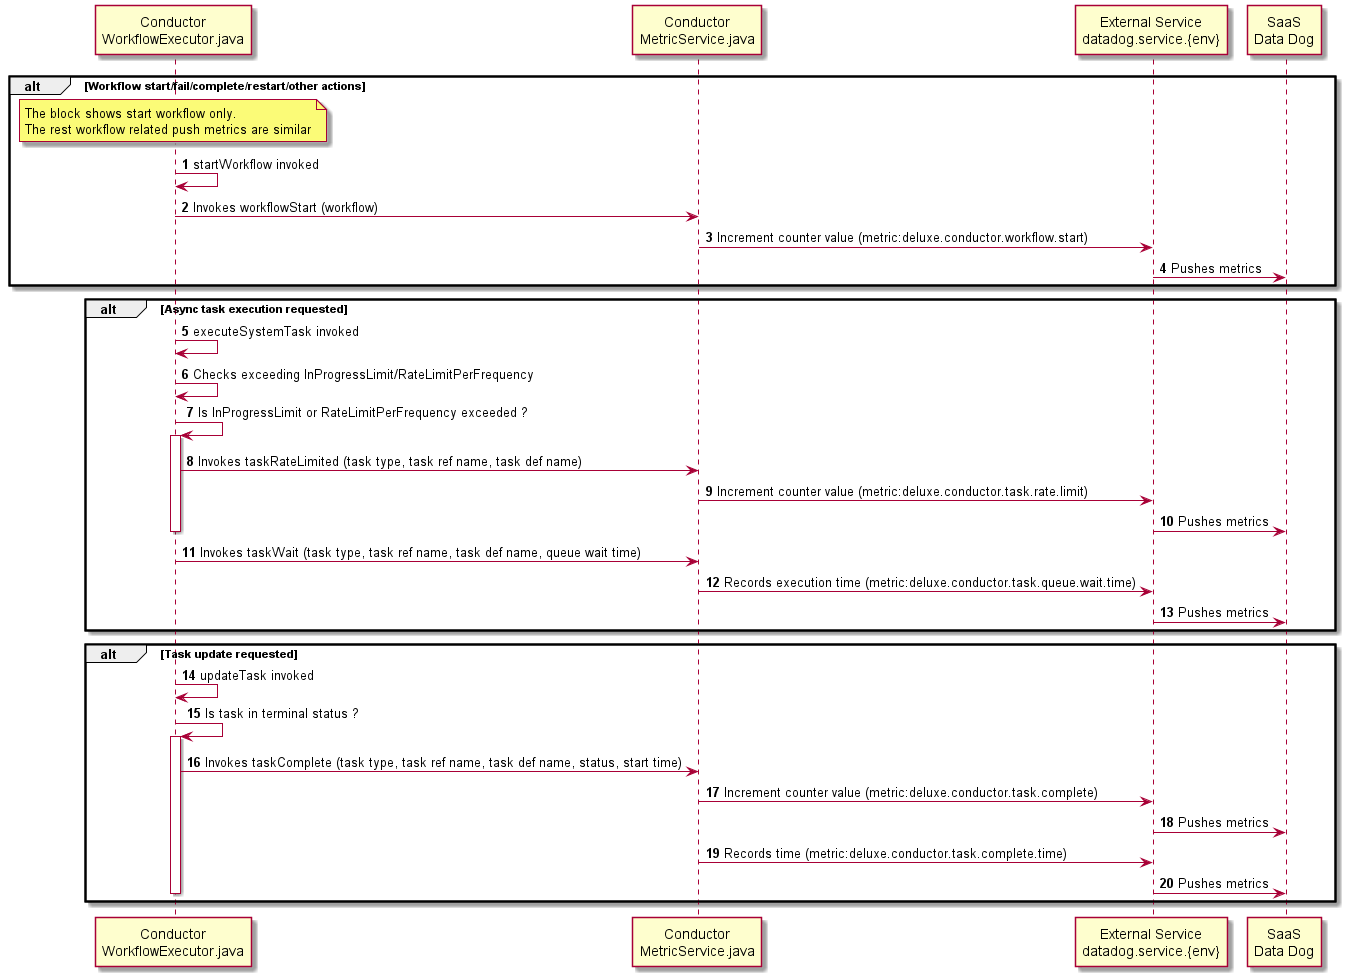 Conductor
WorkflowExecutor.java
Conductor
MetricService.java
External Service
datadog.service.{env}
SaaS
Data Dog
alt
[Workflow start/fail/complete/restart/other actions]
The block shows start workflow only.
The rest workflow related push metrics are similar
1 startWorkflow invoked
2 Invokes workflowStart (workflow)
3 Increment counter value (metric:deluxe.conductor.workflow.start)
4 Pushes metrics
alt
[Async task execution requested]
5 executeSystemTask invoked
6 Checks exceeding InProgressLimit/RateLimitPerFrequency
7 Is InProgressLimit or RateLimitPerFrequency exceeded ?
8 Invokes taskRateLimited (task type, task ref name, task def name)
9 Increment counter value (metric:deluxe.conductor.task.rate.limit)
10 Pushes metrics
11 Invokes taskWait (task type, task ref name, task def name, queue wait time)
12 Records execution time (metric:deluxe.conductor.task.queue.wait.time)
13 Pushes metrics
alt
[Task update requested]
14 updateTask invoked
15 Is task in terminal status ?
16 Invokes taskComplete (task type, task ref name, task def name, status, start time)
17 Increment counter value (metric:deluxe.conductor.task.complete)
18 Pushes metrics
19 Records time (metric:deluxe.conductor.task.complete.time)
20 Pushes metrics
Conductor
WorkflowExecutor.java
Conductor
MetricService.java
External Service
datadog.service.{env}
SaaS
Data Dog